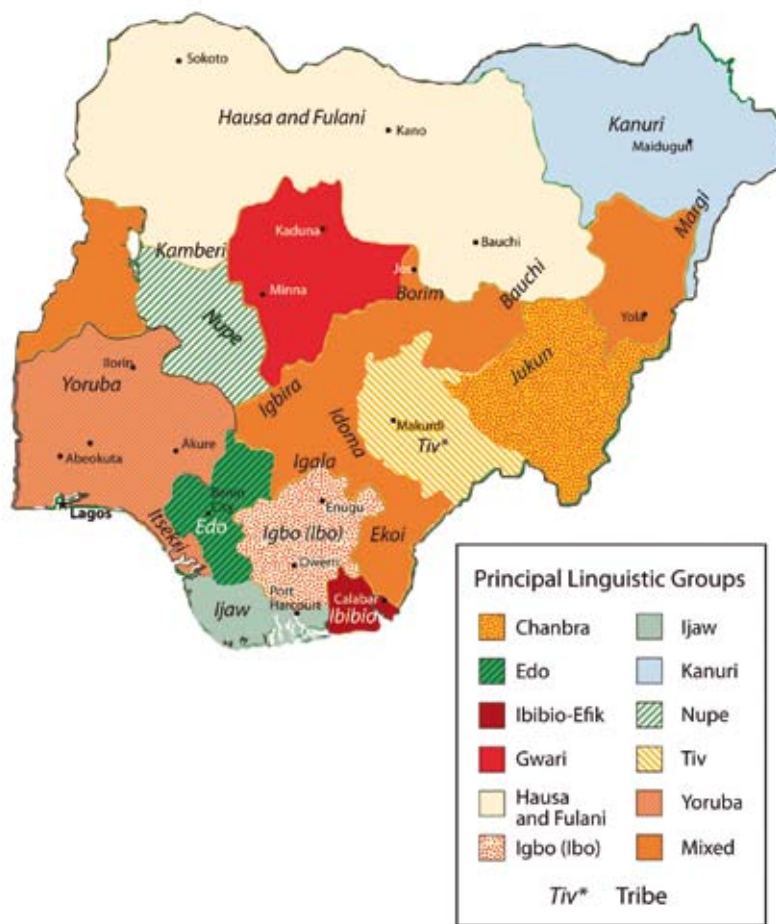 Sokoto
Hausa and Fulani
Kano
Kanuri
Maiduguri
Margi
Kaduna
Bauchi
Kamberi
Jos
Minna
Borim
Bauchi
Nupe
Yola
Ilorin
Jukun
Yoruba
Igbira
Idoma
Makurdi
Tiv*
Abeokuta
Akure
Igala
Benin City
Enugu
Lagos
Itsekiri
Edo
Igbo (Ibo)
Ekoi
Owerri
Port
Harcourt
Calabar
Ijaw
Ibibio
Principal Linguistic Groups
Chanbra
Ijaw
Edo
Kanuri
Ibibio-Efik
Nupe
Gwari
Tiv
Hausa
and Fulani
Yoruba
Igbo (Ibo)
Mixed
Tiv* Tribe